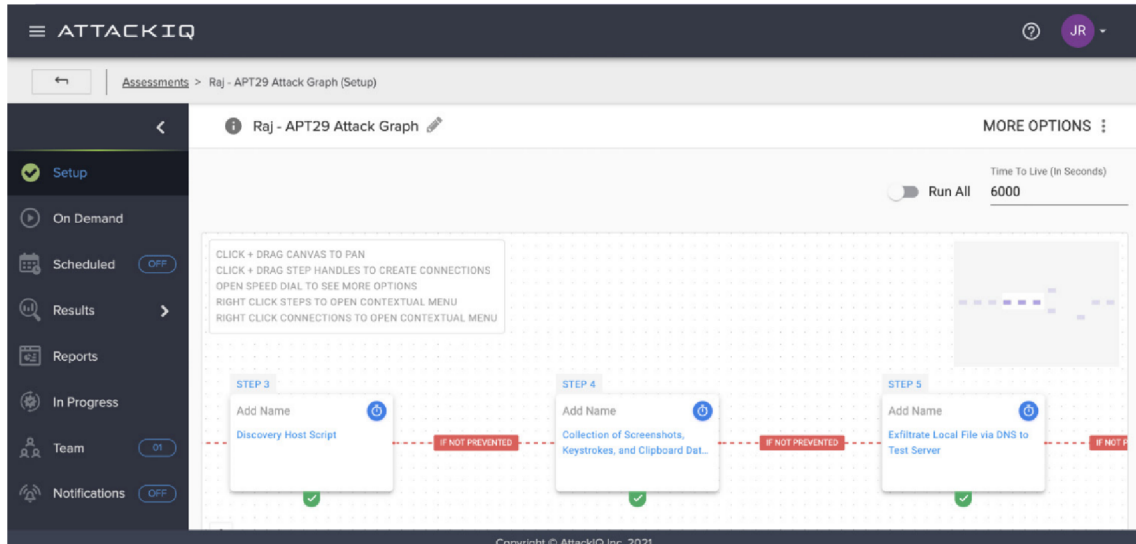 ATTACKIQ
JR
Assessments > Raj - APT29 Attack Graph (Setup)
Raj - APT29 Attack Graph
MORE OPTIONS
Setup
On Demand
Scheduled OFF
Results
Reports
In Progress
Team 01
Notifications OFF
Run All
Time To Live (In Seconds)
6000
CLICK + DRAG CANVAS TO PAN
CLICK + DRAG STEP HANDLES TO CREATE CONNECTIONS
OPEN SPEED DIAL TO SEE MORE OPTIONS
RIGHT CLICK STEPS TO OPEN CONTEXTUAL MENU
RIGHT CLICK CONNECTIONS TO OPEN CONTEXTUAL MENU
STEP 3
Add Name
Discovery Host Script
IF NOT PREVENTED
STEP 4
Add Name
Collection of Screenshots,
Keystrokes, and Clipboard Dat...
IF NOT PREVENTED
STEP 5
Add Name
Exfiltrate Local File via DNS to
Test Server
IF NOT P
Copyright © AttackIQ Inc. 2021